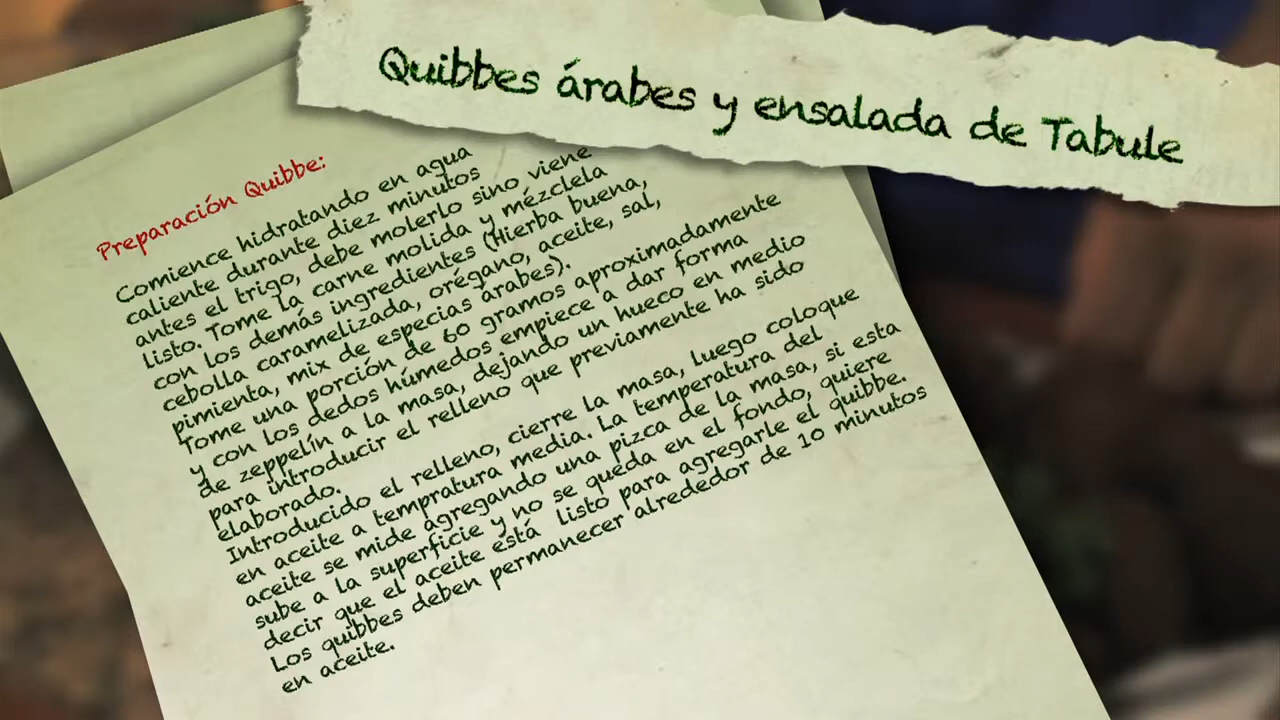 Quibbes árabes y ensalada de Tabule
Preparación Quibbe:
Comience hidratando en agua
caliente durante diez minutos
antes el trigo, debe molerlo sino viene
listo. Tome la carne molida y mézclela
con los demás ingredientes (Hierba buena,
cebolla caramelizada, orégano, aceite, sal,
pimienta, mix de especias árabes).
Tome una porción de 60 gramos aproximadamente
y con los dedos húmedos empiece a dar forma
de zeppelín a la masa, dejando un hueco en medio
para introducir el relleno que previamente ha sido
elaborado.
Introducido el relleno, cierre la masa, luego coloque
en aceite a tempratura media. La temperatura del
aceite se mide agregando una pizca de la masa, si esta
sube a la superficie y no se queda en el fondo, quiere
decir que el aceite está listo para agregarle el quibbe.
Los quibbes deben permanecer alrededor de 10 minutos
en aceite.